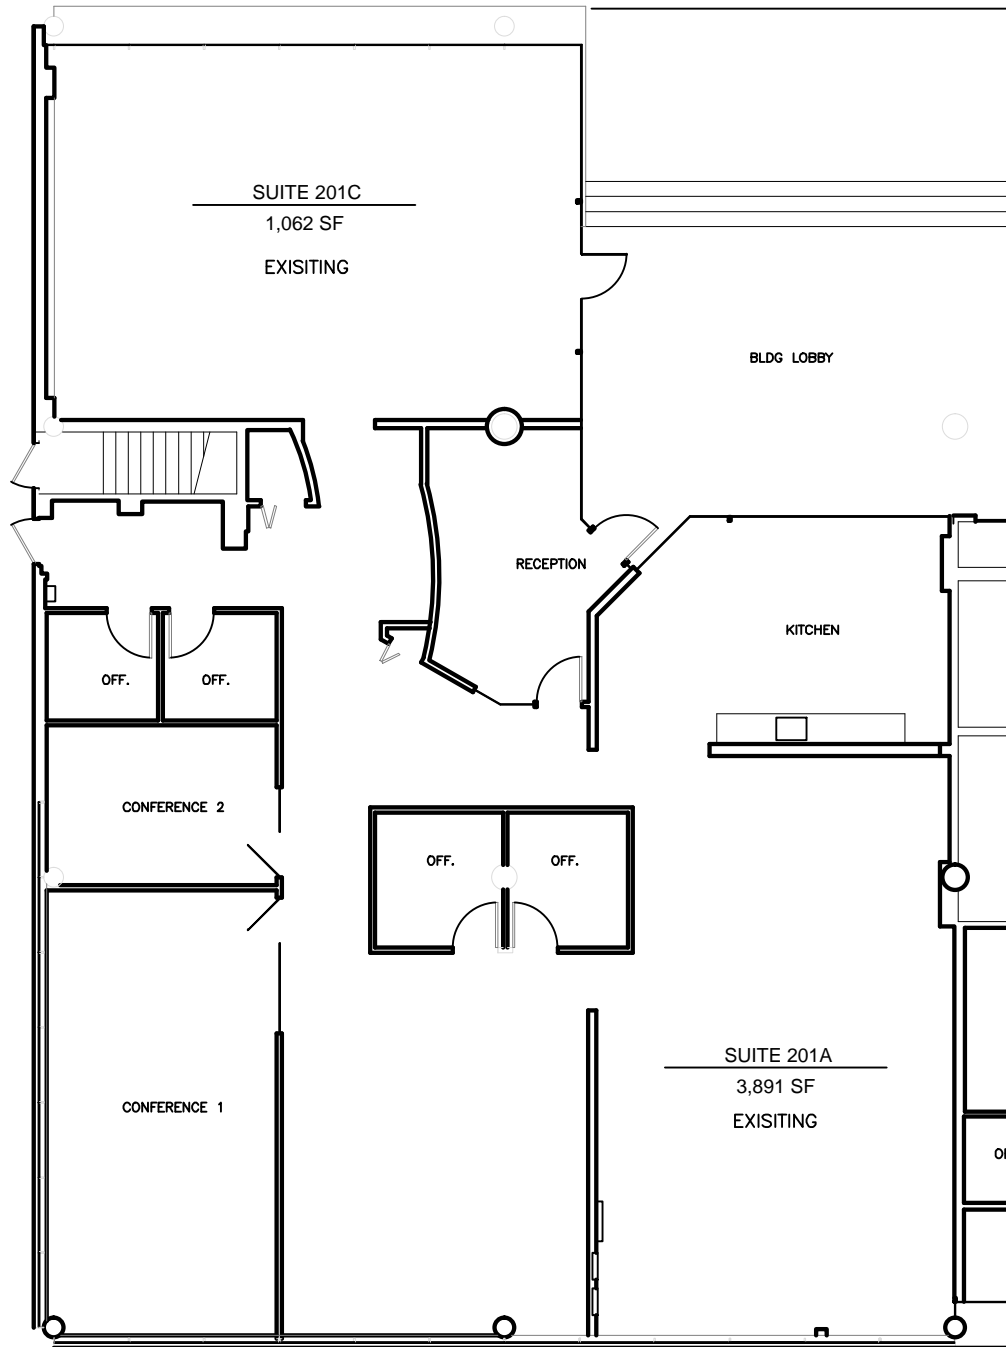 SUITE 201C
1,062 SF
EXISITING
BLDG LOBBY
RECEPTION
KITCHEN
OFF.
OFF.
CONFERENCE 2
OFF.
OFF.
SUITE 201A
3,891 SF
EXISITING
CONFERENCE 1